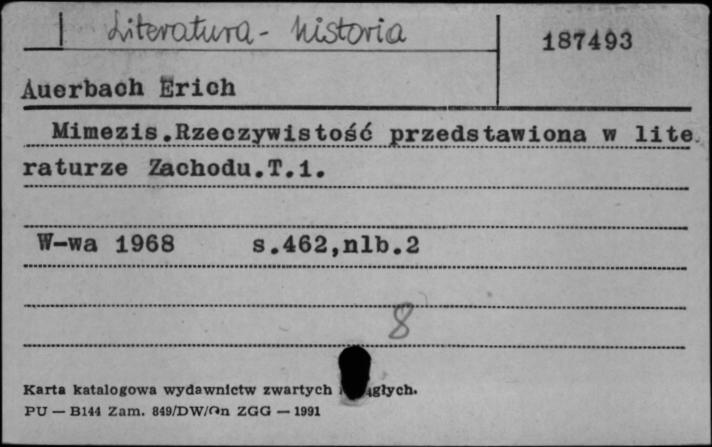 Literatura - historia
187493
Auerbach Erich
Mimezis.Rzeczywistość przedstawiona w lite
raturze Zachodu.T.1.
W-wa 1968 s.462,nlb.2
8
Karta katalogowa wydawnictw zwartych
PU — B144 Zam. 849/DW/On ZGG — 1991